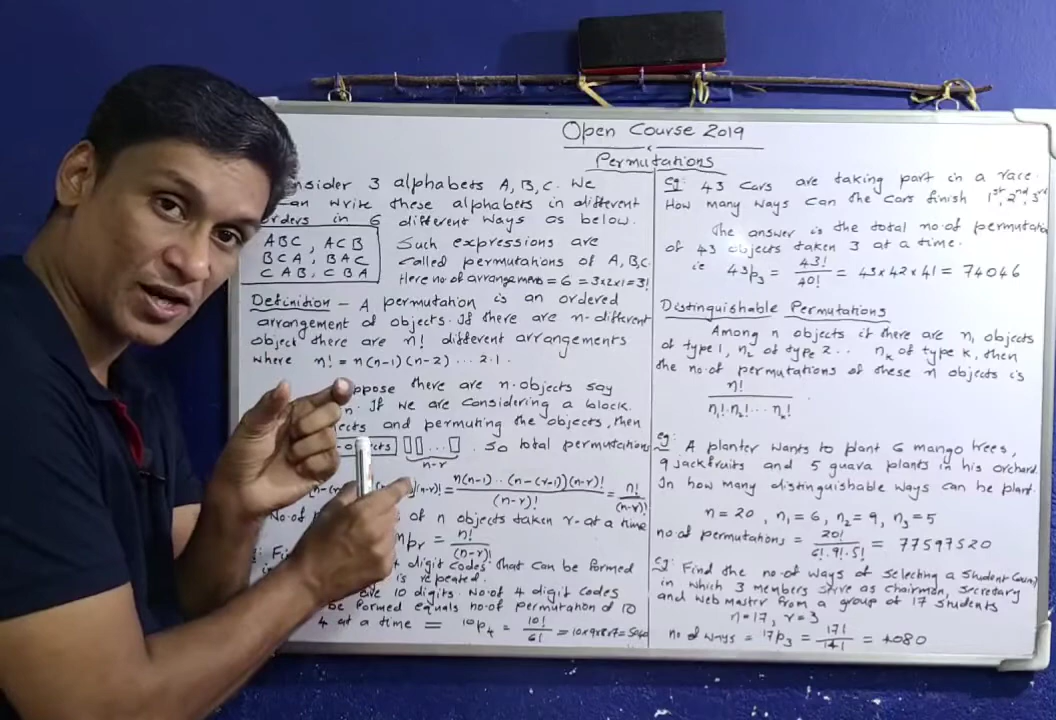 Open Course 2019
Permutations
nsider 3 alphabets A, B, C. We
can write these alphabets in different
orders in 6 different ways as below.
ABC, ACB
BCA, BAC
CAB, CBA
Such expressions are
called permutations of A, B, C.
Here no of arrangements = 6 = 3x2x1 = 3!
Definition - A permutation is an ordered
arrangement of objects. If there are n-different
object there are n! different arrangements
where n! = n(n-1)(n-2) ... 2.1.
ppose there are n-objects say
n. If we are considering a block
ects and permuting the objects, then
objects ... So total permutations
n-r
(n-r)! = n(n-1)..(n-(r-1))(n-r)! / (n-r)! = n! / (n-r)!
No. of of n objects taken r-at a time
nPr = n! / (n-r)!
digit codes that can be formed
is repeated.
10 digits. No. of 4 digit codes
be formed equals no. of permutation of 10
4 at a time = 10P4 = 10! / 6! = 10x9x8x7 = 5040
eg: 43 cars are taking part in a race.
How many ways can the cars finish 1st, 2nd, 3rd
The answer is the total no. of permutatio
of 43 objects taken 3 at a time.
ie 43P3 = 43! / 40! = 43x42x41 = 74046
Distinguishable Permutations
Among n objects if there are n1 objects
of type 1, n2 of type 2 .. nk of type k, then
the no. of permutations of these n objects is
n! / n1! . n2! ... nk!
eg: A planter wants to plant 6 mango trees,
9 jackfruits and 5 guava plants in his orchard.
In how many distinguishable ways can he plant.
n = 20, n1 = 6, n2 = 9, n3 = 5
no of permutations = 20! / 6! . 9! . 5! = 77597520
eg: Find the no. of ways of selecting a student Council
in which 3 members serve as chairman, secretary
and web mastr from a group of 17 students
n = 17, r = 3
no of ways = 17P3 = 17! / 14! = 4080